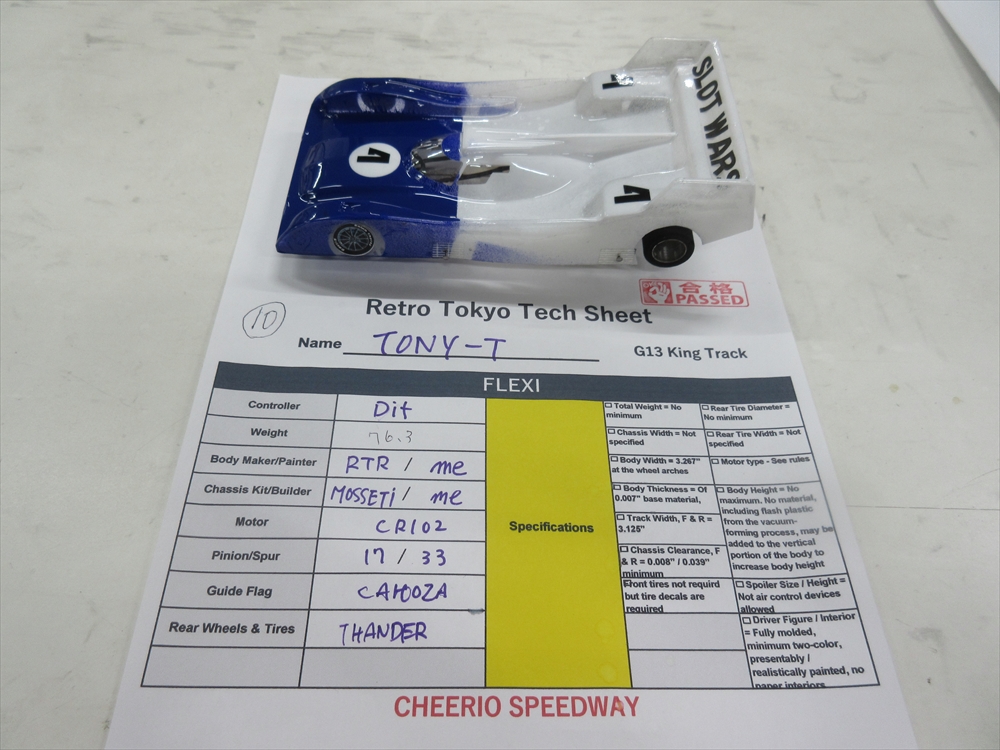 SLOT WARS
4
4
4
合格
PASSED
Retro Tokyo Tech Sheet
10
Name TONY-T
G13 King Track
FLEXI
Controller Dit
Weight 76.3
Body Maker/Painter RTR / me
Chassis Kit/Builder MOSSETi / me
Motor CR102
Pinion/Spur 17 / 33
Guide Flag CAHOOZA
Rear Wheels & Tires THANDER
Specifications
Total Weight = No
minimum
Chassis Width = Not
specified
Body Width = 3.267"
at the wheel arches
Body Thickness = Of
0.007" base material,
Track Width, F & R =
3.125"
Chassis Clearance, F
& R = 0.008" / 0.039"
minimum
Front tires not requird
but tire decals are
required
Rear Tire Diameter =
No minimum
Rear Tire Width = Not
specified
Motor type - See rules
Body Height = No
maximum. No material,
including flash plastic
from the vacuum-
forming process, may be
added to the vertical
portion of the body to
increase body height
Spoiler Size / Height =
Not air control devices
allowed
Driver Figure / Interior
= Fully molded,
minimum two-color,
presentably /
realistically painted, no
paper interiors
CHEERIO SPEEDWAY